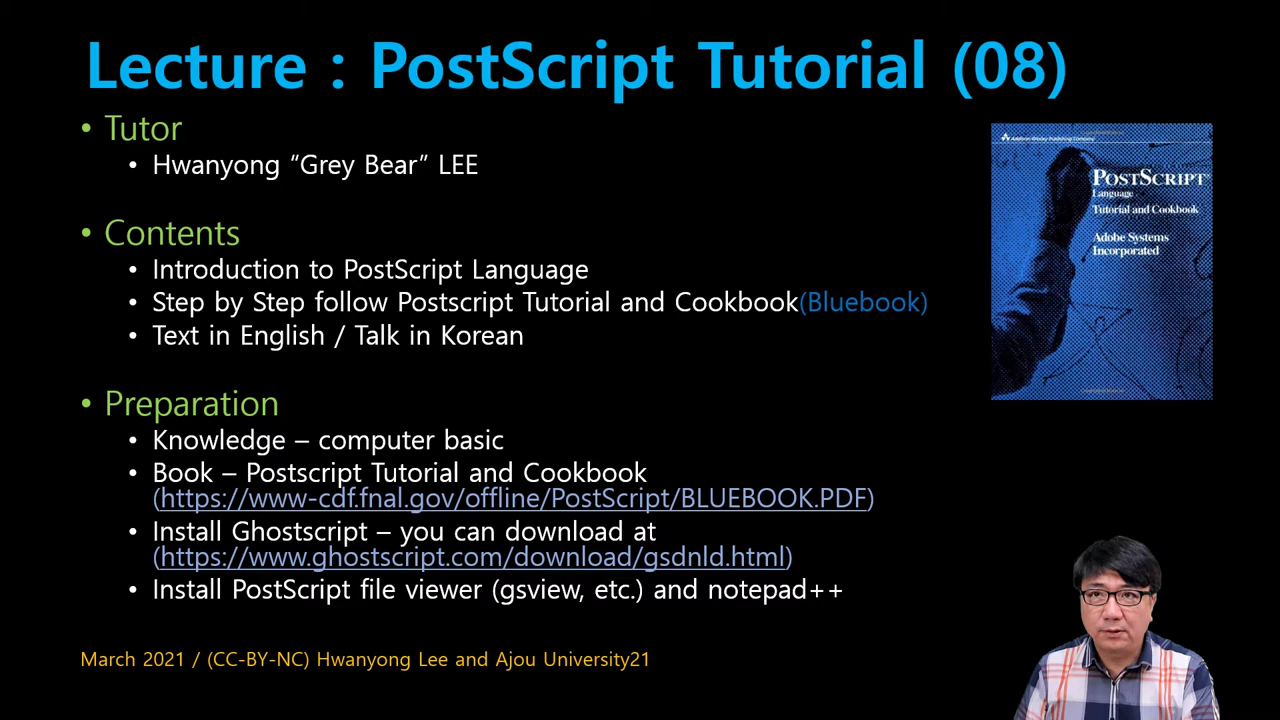 Lecture : PostScript Tutorial (08)
• Tutor
• Hwanyong “Grey Bear” LEE
• Contents
• Introduction to PostScript Language
• Step by Step follow Postscript Tutorial and Cookbook(Bluebook)
• Text in English / Talk in Korean
• Preparation
• Knowledge – computer basic
• Book – Postscript Tutorial and Cookbook
(https://www-cdf.fnal.gov/offline/PostScript/BLUEBOOK.PDF)
• Install Ghostscript – you can download at
(https://www.ghostscript.com/download/gsdnld.html)
• Install PostScript file viewer (gsview, etc.) and notepad++
March 2021 / (CC-BY-NC) Hwanyong Lee and Ajou University21
Addison-Wesley Publishing Company
POSTSCRIPT®
Language
Tutorial and Cookbook
Adobe Systems
Incorporated